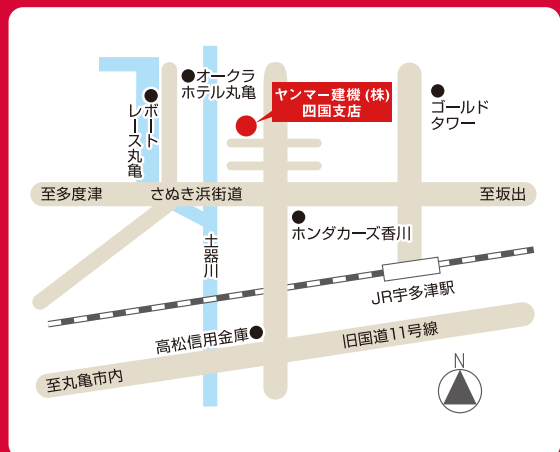 オークラ
ホテル丸亀
ヤンマー建機(株)
四国支店
ゴールド
タワー
ボート
レース丸亀
至多度津
さぬき浜街道
至坂出
ホンダカーズ香川
土器川
JR宇多津駅
高松信用金庫
旧国道11号線
至丸亀市内
N